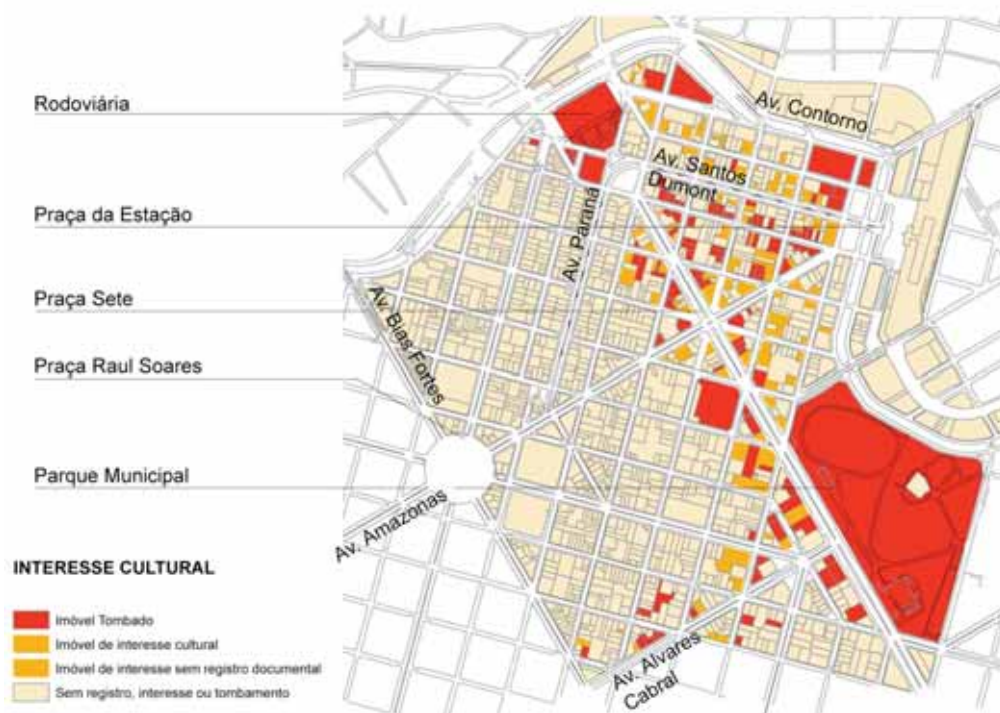 Rodoviária
Praça da Estação
Praça Sete
Praça Raul Soares
Parque Municipal
INTERESSE CULTURAL
Imóvel Tombado
Imóvel de interesse cultural
Imóvel de interesse sem registro documental
Sem registro, interesse ou tombamento
Av. Contorno
Av. Santos
Dumont
Av. Paraná
Av. Bias Fortes
Av. Amazonas
Av. Alvares
Cabral